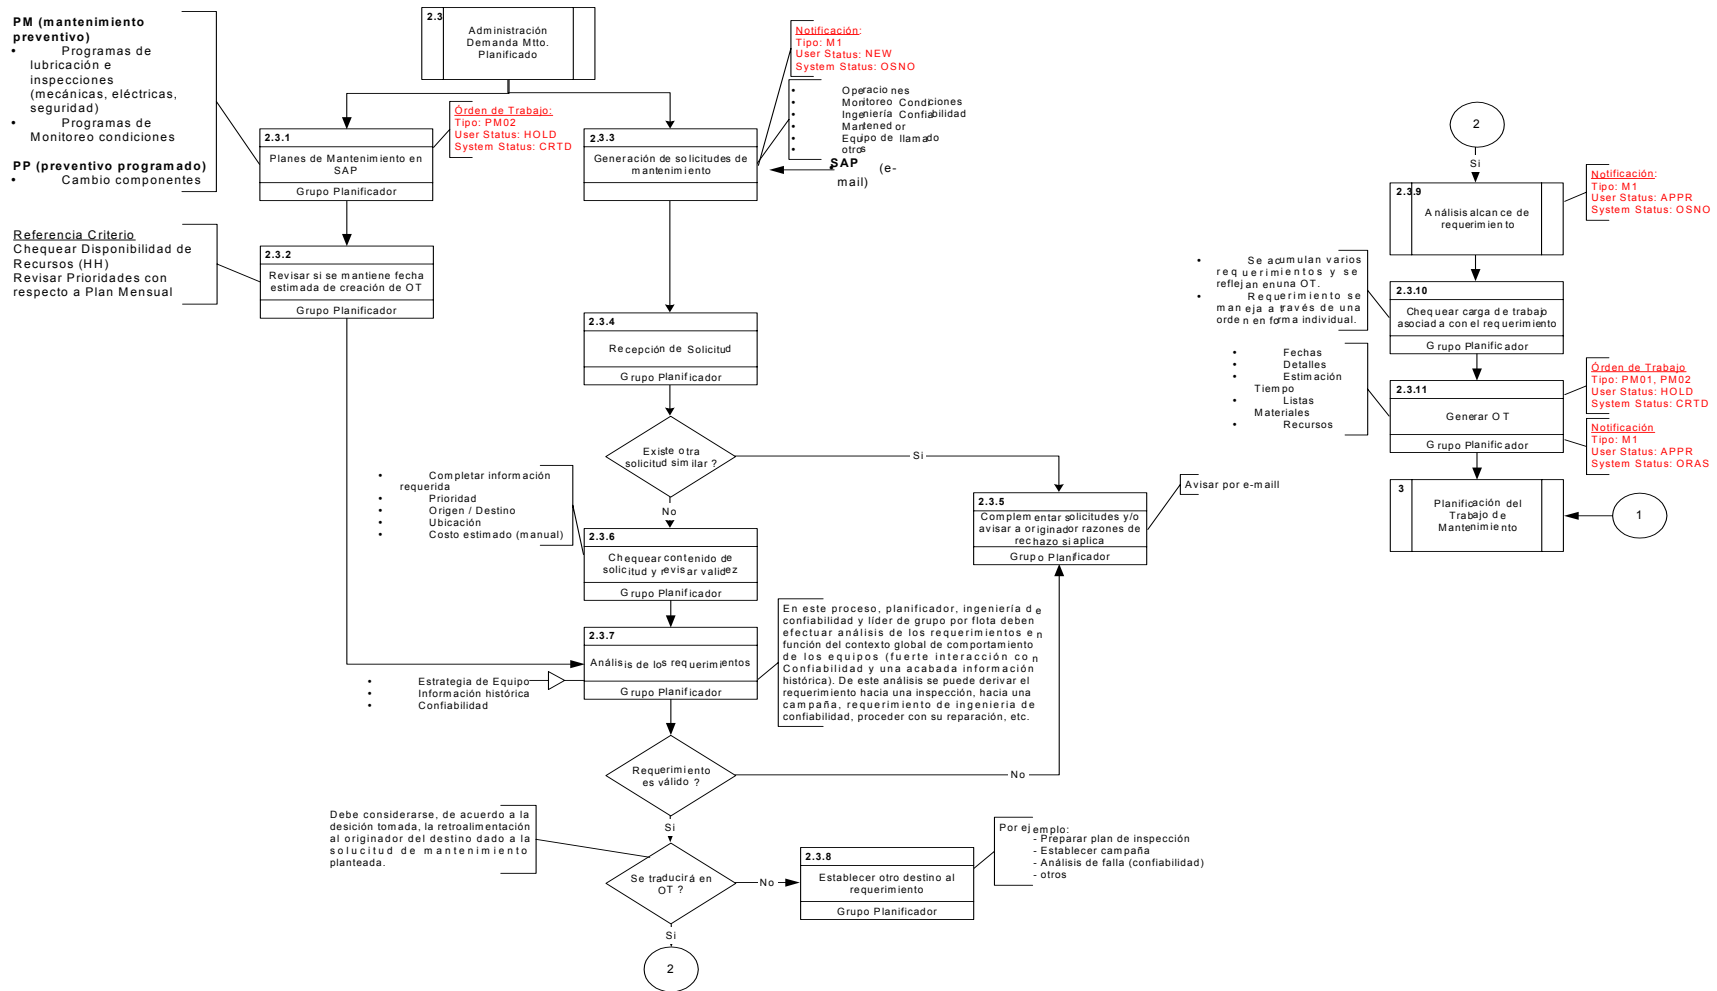 PM (mantenimiento
preventivo)
• Programas de
lubricación e
inspecciones
(mecánicas, eléctricas,
seguridad)
• Programas de
Monitoreo condiciones
PP (preventivo programado)
• Cambio componentes
Referencia Criterio
Chequear Disponibilidad de
Recursos (HH)
Revisar Prioridades con
respecto a Plan Mensual
2.3
Administración
Demanda Mtto.
Planificado
Órden de Trabajo:
Tipo: PM02
User Status: HOLD
System Status: CRTD
2.3.1
Planes de Mantenimiento en
SAP
Grupo Planificador
2.3.2
Revisar si se mantiene fecha
estimada de creación de OT
Grupo Planificador
Notificación:
Tipo: M1
User Status: NEW
System Status: OSNO
• Operaciones
• Monitoreo Condiciones
• Ingeniería Confiabilidad
• Mantenedor
• Equipo de llamado
• otros
SAP (e-
mail)
2.3.3
Generación de solicitudes de
mantenimiento
Grupo Planificador
2.3.4
Recepción de Solicitud
Grupo Planificador
Existe otra
solicitud similar ?
Si
No
• Completar información
requerida
• Prioridad
• Origen / Destino
• Ubicación
• Costo estimado (manual)
2.3.6
Chequear contenido de
solicitud y revisar validez
Grupo Planificador
2.3.5
Complementar solicitudes y/o
avisar a originador razones de
rechazo si aplica
Grupo Planificador
Avisar por e-maill
2.3.7
Análisis de los requerimientos
Grupo Planificador
• Estrategia de Equipo
• Información histórica
• Confiabilidad
En este proceso, planificador, ingeniería de
confiabilidad y líder de grupo por flota deben
efectuar análisis de los requerimientos en
función del contexto global de comportamiento
de los equipos (fuerte interacción con
Confiabilidad y una acabada información
histórica). De este análisis se puede derivar el
requerimiento hacia una inspección, hacia una
campaña, requerimiento de ingenieria de
confiabilidad, proceder con su reparación, etc.
Requerimiento
es válido ?
No
Si
Debe considerarse, de acuerdo a la
desición tomada, la retroalimentación
al originador del destino dado a la
solucitud de mantenimiento
planteada.
Se traducirá en
OT ?
No
Si
2
2.3.8
Establecer otro destino al
requerimiento
Grupo Planificador
Por ejemplo:
- Preparar plan de inspección
- Establecer campaña
- Análisis de falla (confiabilidad)
- otros
2
Si
2.3.9
Análisis alcance de
requerimiento
Notificación:
Tipo: M1
User Status: APPR
System Status: OSNO
• Se acumulan varios
requerimientos y se
reflejan en una OT.
• Requerimiento se
maneja a través de una
orden en forma individual.
2.3.10
Chequear carga de trabajo
asociada con el requerimiento
Grupo Planificador
• Fechas
• Detalles
• Estimación
Tiempo
• Listas
Materiales
• Recursos
2.3.11
Generar OT
Grupo Planificador
Órden de Trabajo
Tipo: PM01, PM02
User Status: HOLD
System Status: CRTD
Notificación
Tipo: M1
User Status: APPR
System Status: ORAS
3
Planificación del
Trabajo de
Mantenimiento
1